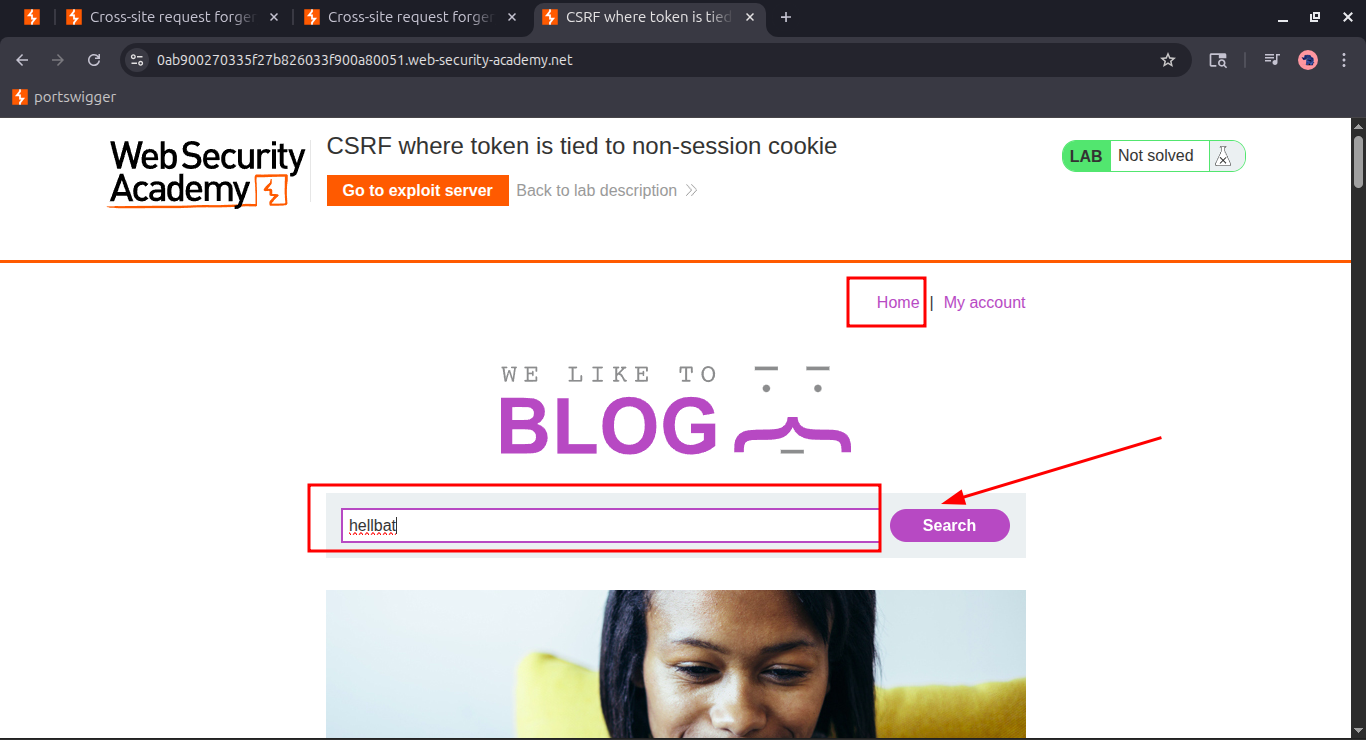 Cross-site request forger
Cross-site request forger
CSRF where token is tied
0ab900270335f27b826033f900a80051.web-security-academy.net
portswigger
Web Security
Academy
CSRF where token is tied to non-session cookie
LAB Not solved
Go to exploit server
Back to lab description
Home | My account
WE LIKE TO
BLOG
hellbat
Search